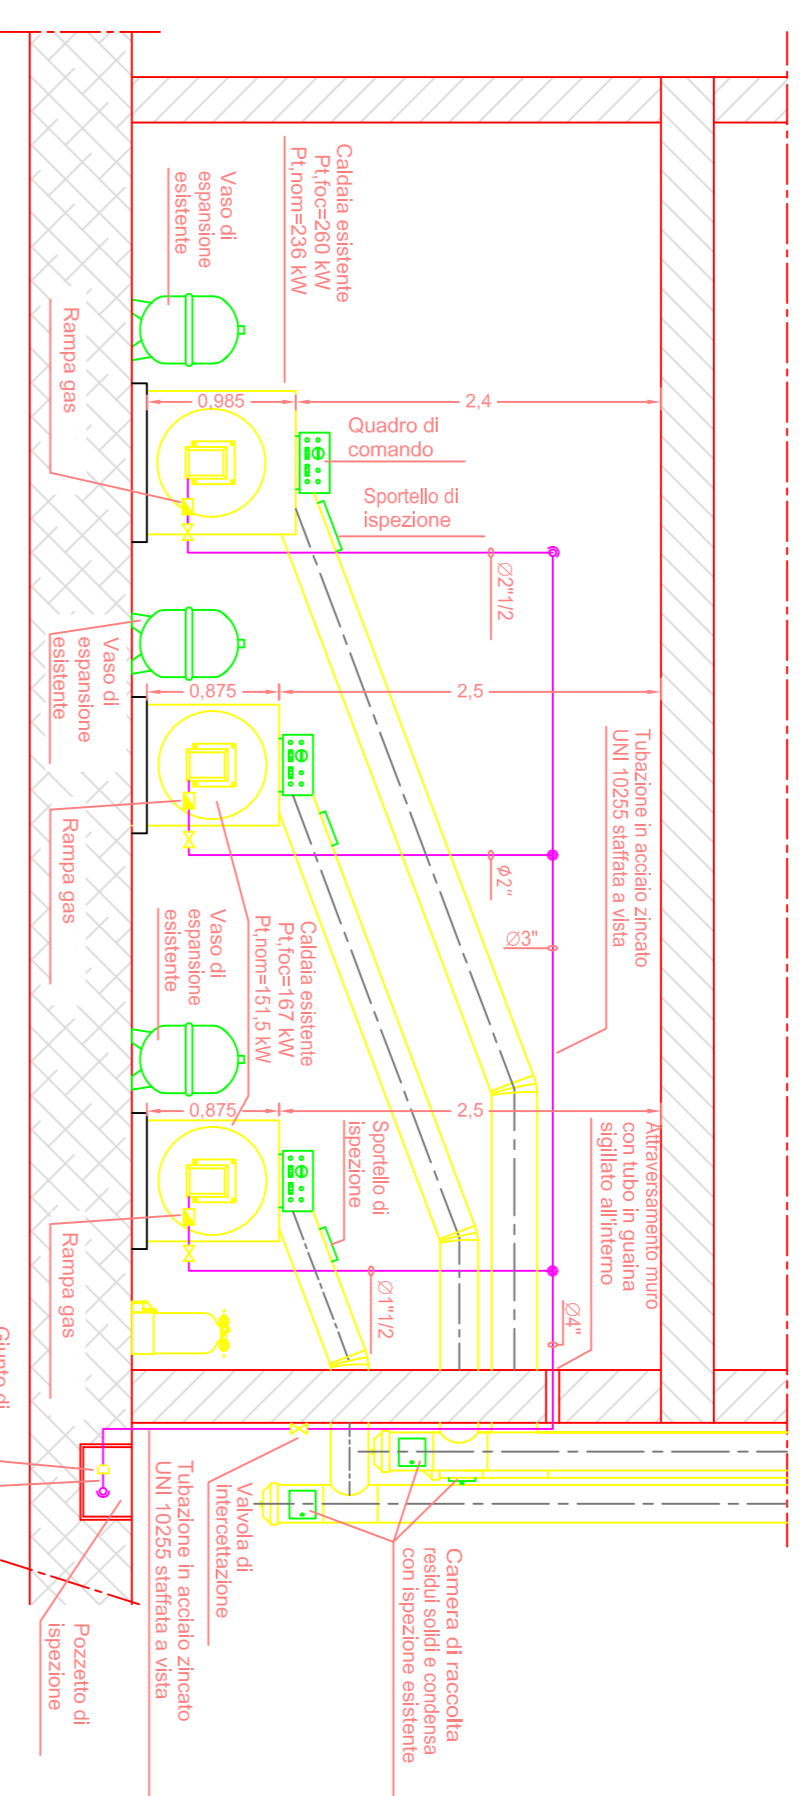 Caldaia esistente
Pt,foc=260 kW
Pt,nom=236 kW
Vaso di
espansione
esistente
Rampa gas
0,985
2,4
Quadro di
comando
Sportello di
ispezione
Ø2"1/2
Vaso di
espansione
esistente
0,875
2,5
Tubazione in acciaio zincato
UNI 10255 staffata a vista
Rampa gas
ϕ2"
Ø3"
Caldaia esistente
Pt,foc=167 kW
Pt,nom=151,5 kW
Vaso di
espansione
esistente
0,875
2,5
Attraversamento muro
con tubo in guaina
sigillato all'interno
Sportello di
ispezione
Rampa gas
Ø1"1/2
Ø4"
Giunto di
Valvola di
intercettazione
Tubazione in acciaio zincato
UNI 10255 staffata a vista
Camera di raccolta
residui solidi e condensa
con ispezione esistente
Pozzetto di
ispezione